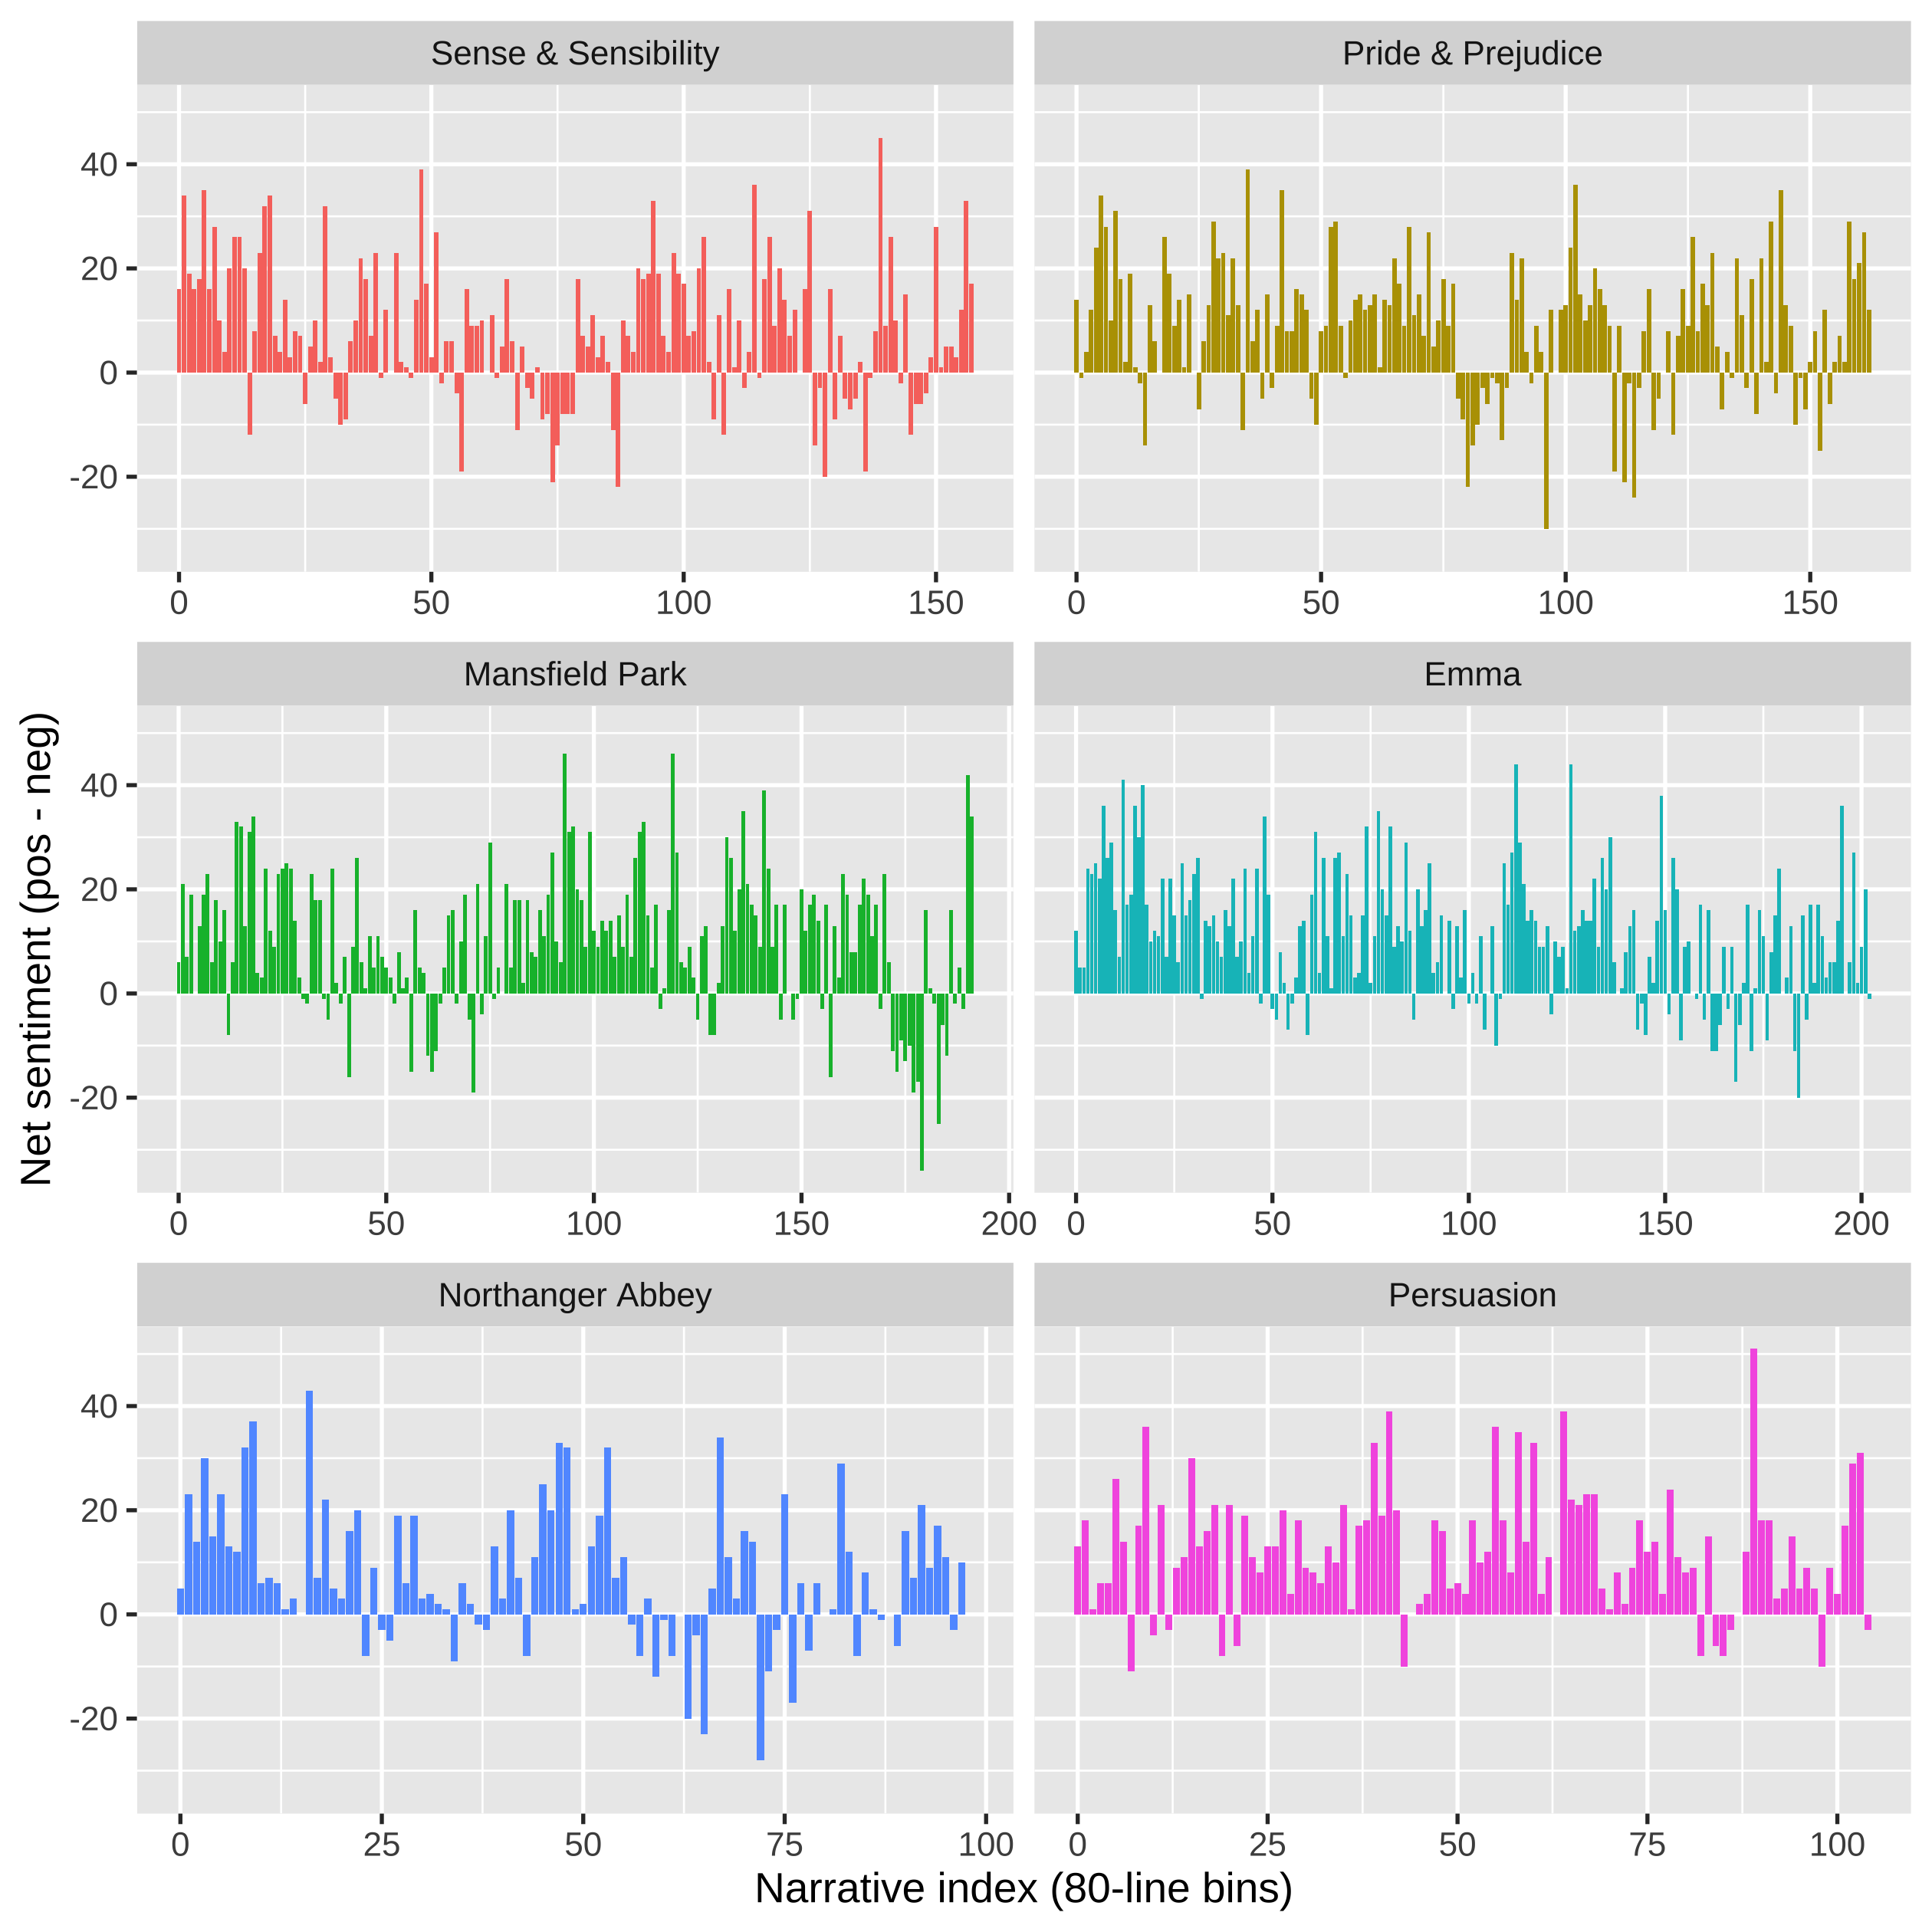 Sense & Sensibility
Pride & Prejudice
40
20
0
-20
0 50 100 150
0 50 100 150
Mansfield Park
Emma
40
20
0
-20
0 50 100 150 200
0 50 100 150 200
Northanger Abbey
Persuasion
40
20
0
-20
0 25 50 75 100
0 25 50 75 100
Net sentiment (pos - neg)
Narrative index (80-line bins)